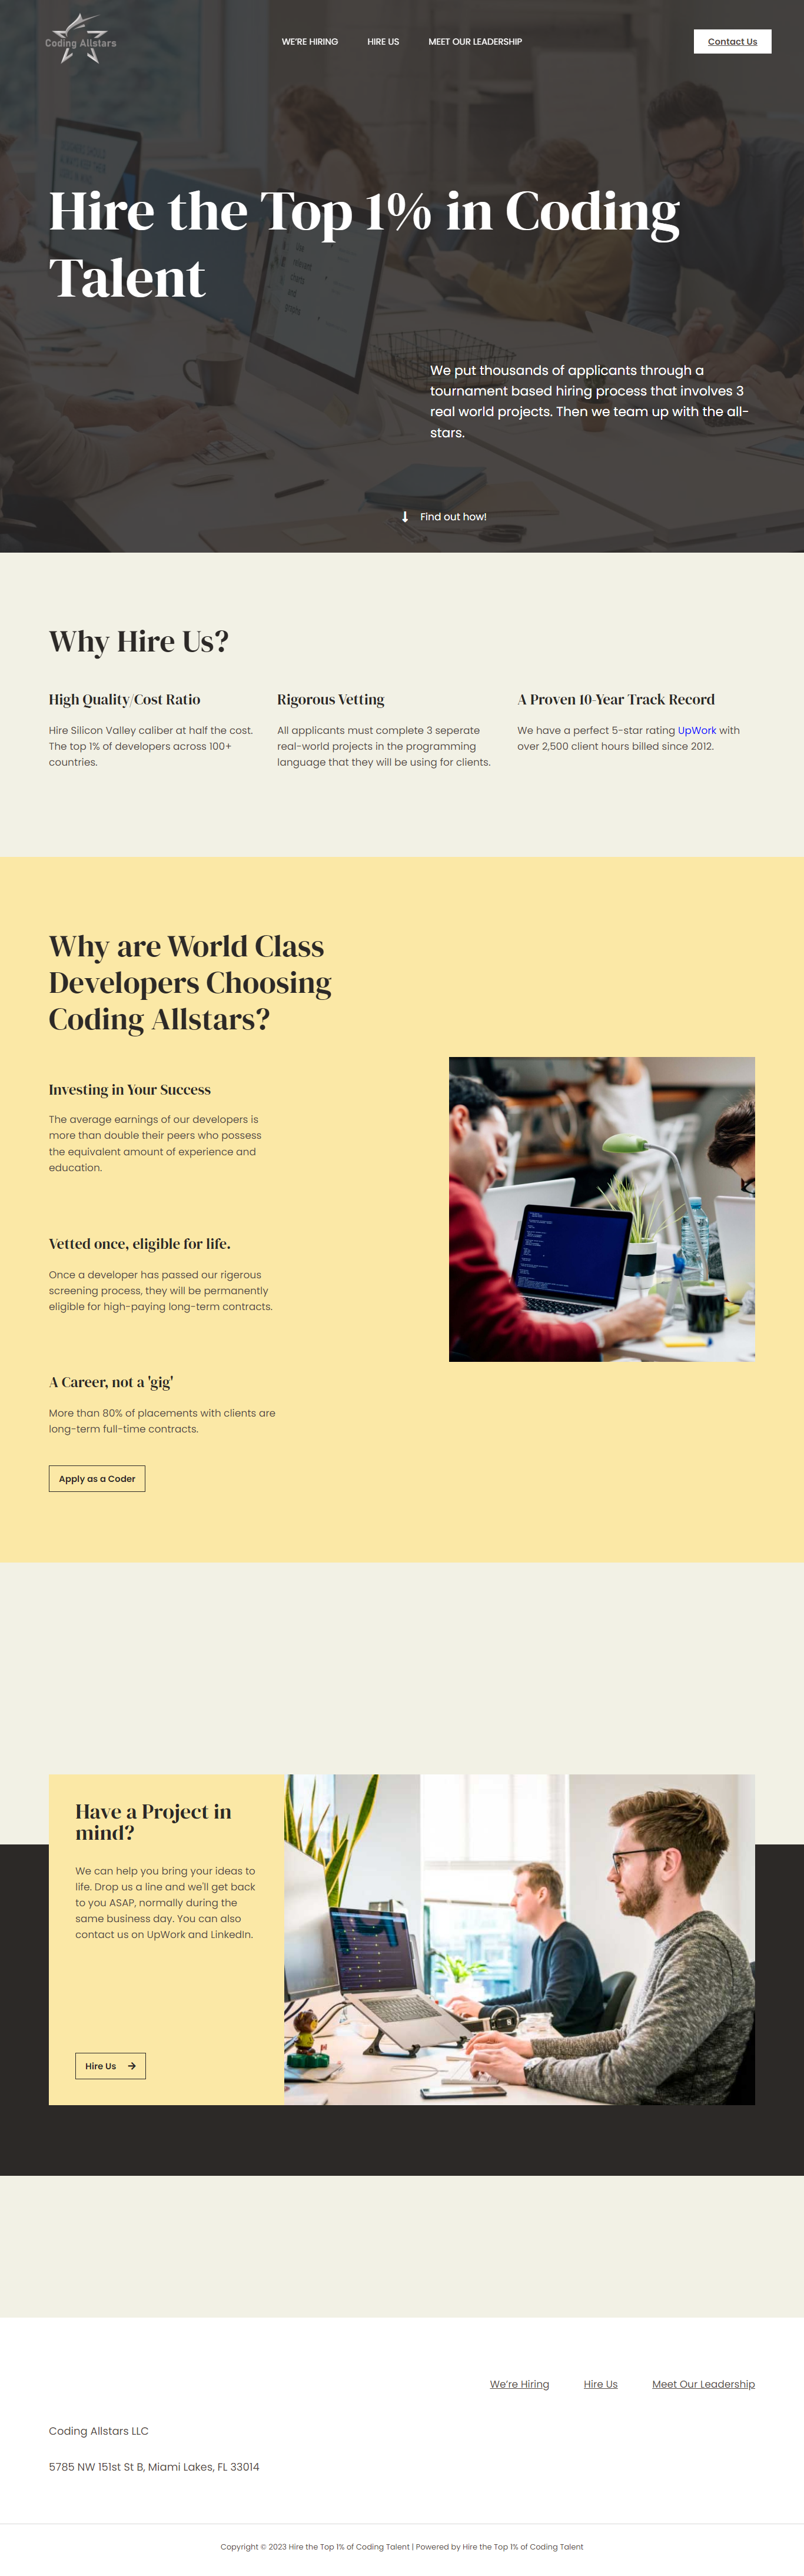 Coding Allstars
WE'RE HIRING
HIRE US
MEET OUR LEADERSHIP
Contact Us
Hire the Top 1% in Coding
Talent
We put thousands of applicants through a
tournament based hiring process that involves 3
real world projects. Then we team up with the all-
stars.
Find out how!
Why Hire Us?
High Quality/Cost Ratio
Hire Silicon Valley caliber at half the cost.
The top 1% of developers across 100+
countries.
Rigorous Vetting
All applicants must complete 3 seperate
real-world projects in the programming
language that they will be using for clients.
A Proven 10-Year Track Record
We have a perfect 5-star rating UpWork with
over 2,500 client hours billed since 2012.
Why are World Class
Developers Choosing
Coding Allstars?
Investing in Your Success
The average earnings of our developers is
more than double their peers who possess
the equivalent amount of experience and
education.
Vetted once, eligible for life.
Once a developer has passed our rigerous
screening process, they will be permanently
eligible for high-paying long-term contracts.
A Career, not a 'gig'
More than 80% of placements with clients are
long-term full-time contracts.
Apply as a Coder
Have a Project in
mind?
We can help you bring your ideas to
life. Drop us a line and we'll get back
to you ASAP, normally during the
same business day. You can also
contact us on UpWork and LinkedIn.
Hire Us
We're Hiring
Hire Us
Meet Our Leadership
Coding Allstars LLC
5785 NW 151st St B, Miami Lakes, FL 33014
Copyright © 2023 Hire the Top 1% of Coding Talent | Powered by Hire the Top 1% of Coding Talent